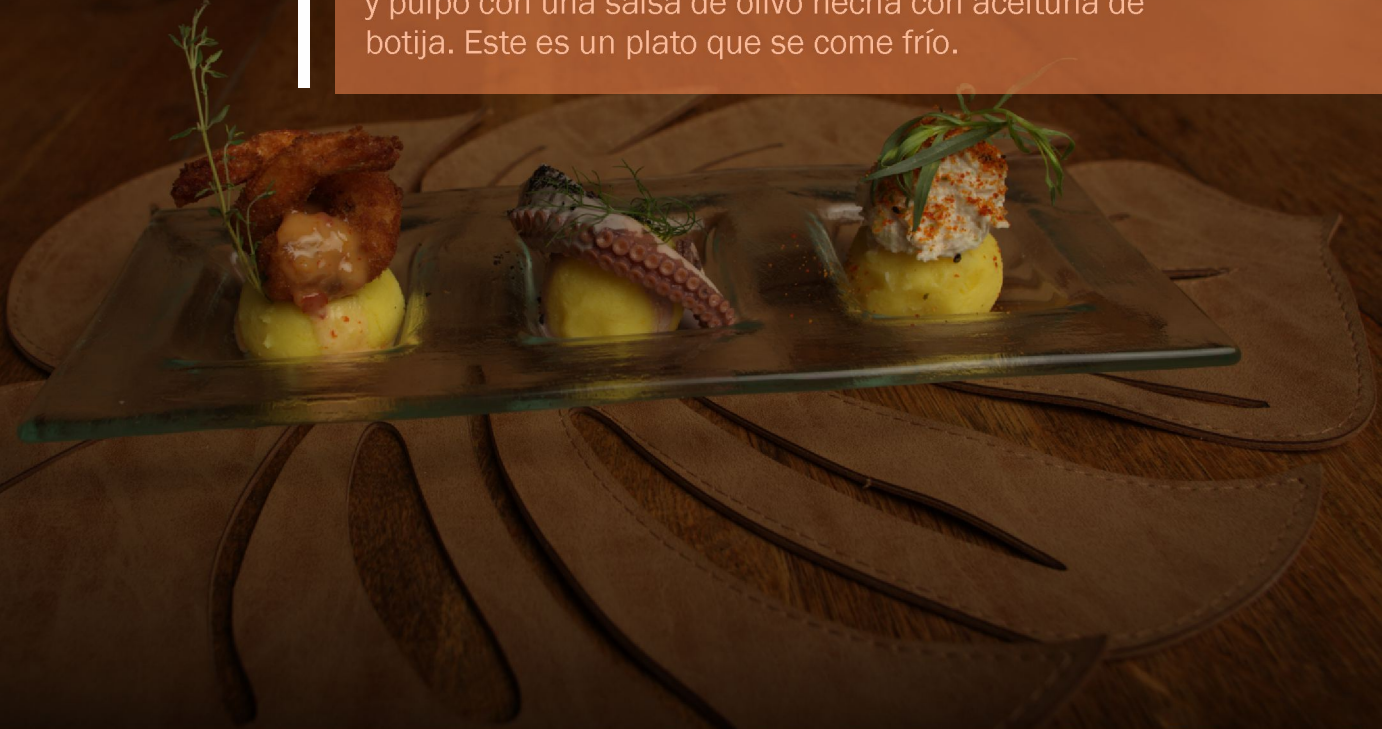 y pulpo con una salsa de olivo hecha con aceituna de
botija. Este es un plato que se come frío.